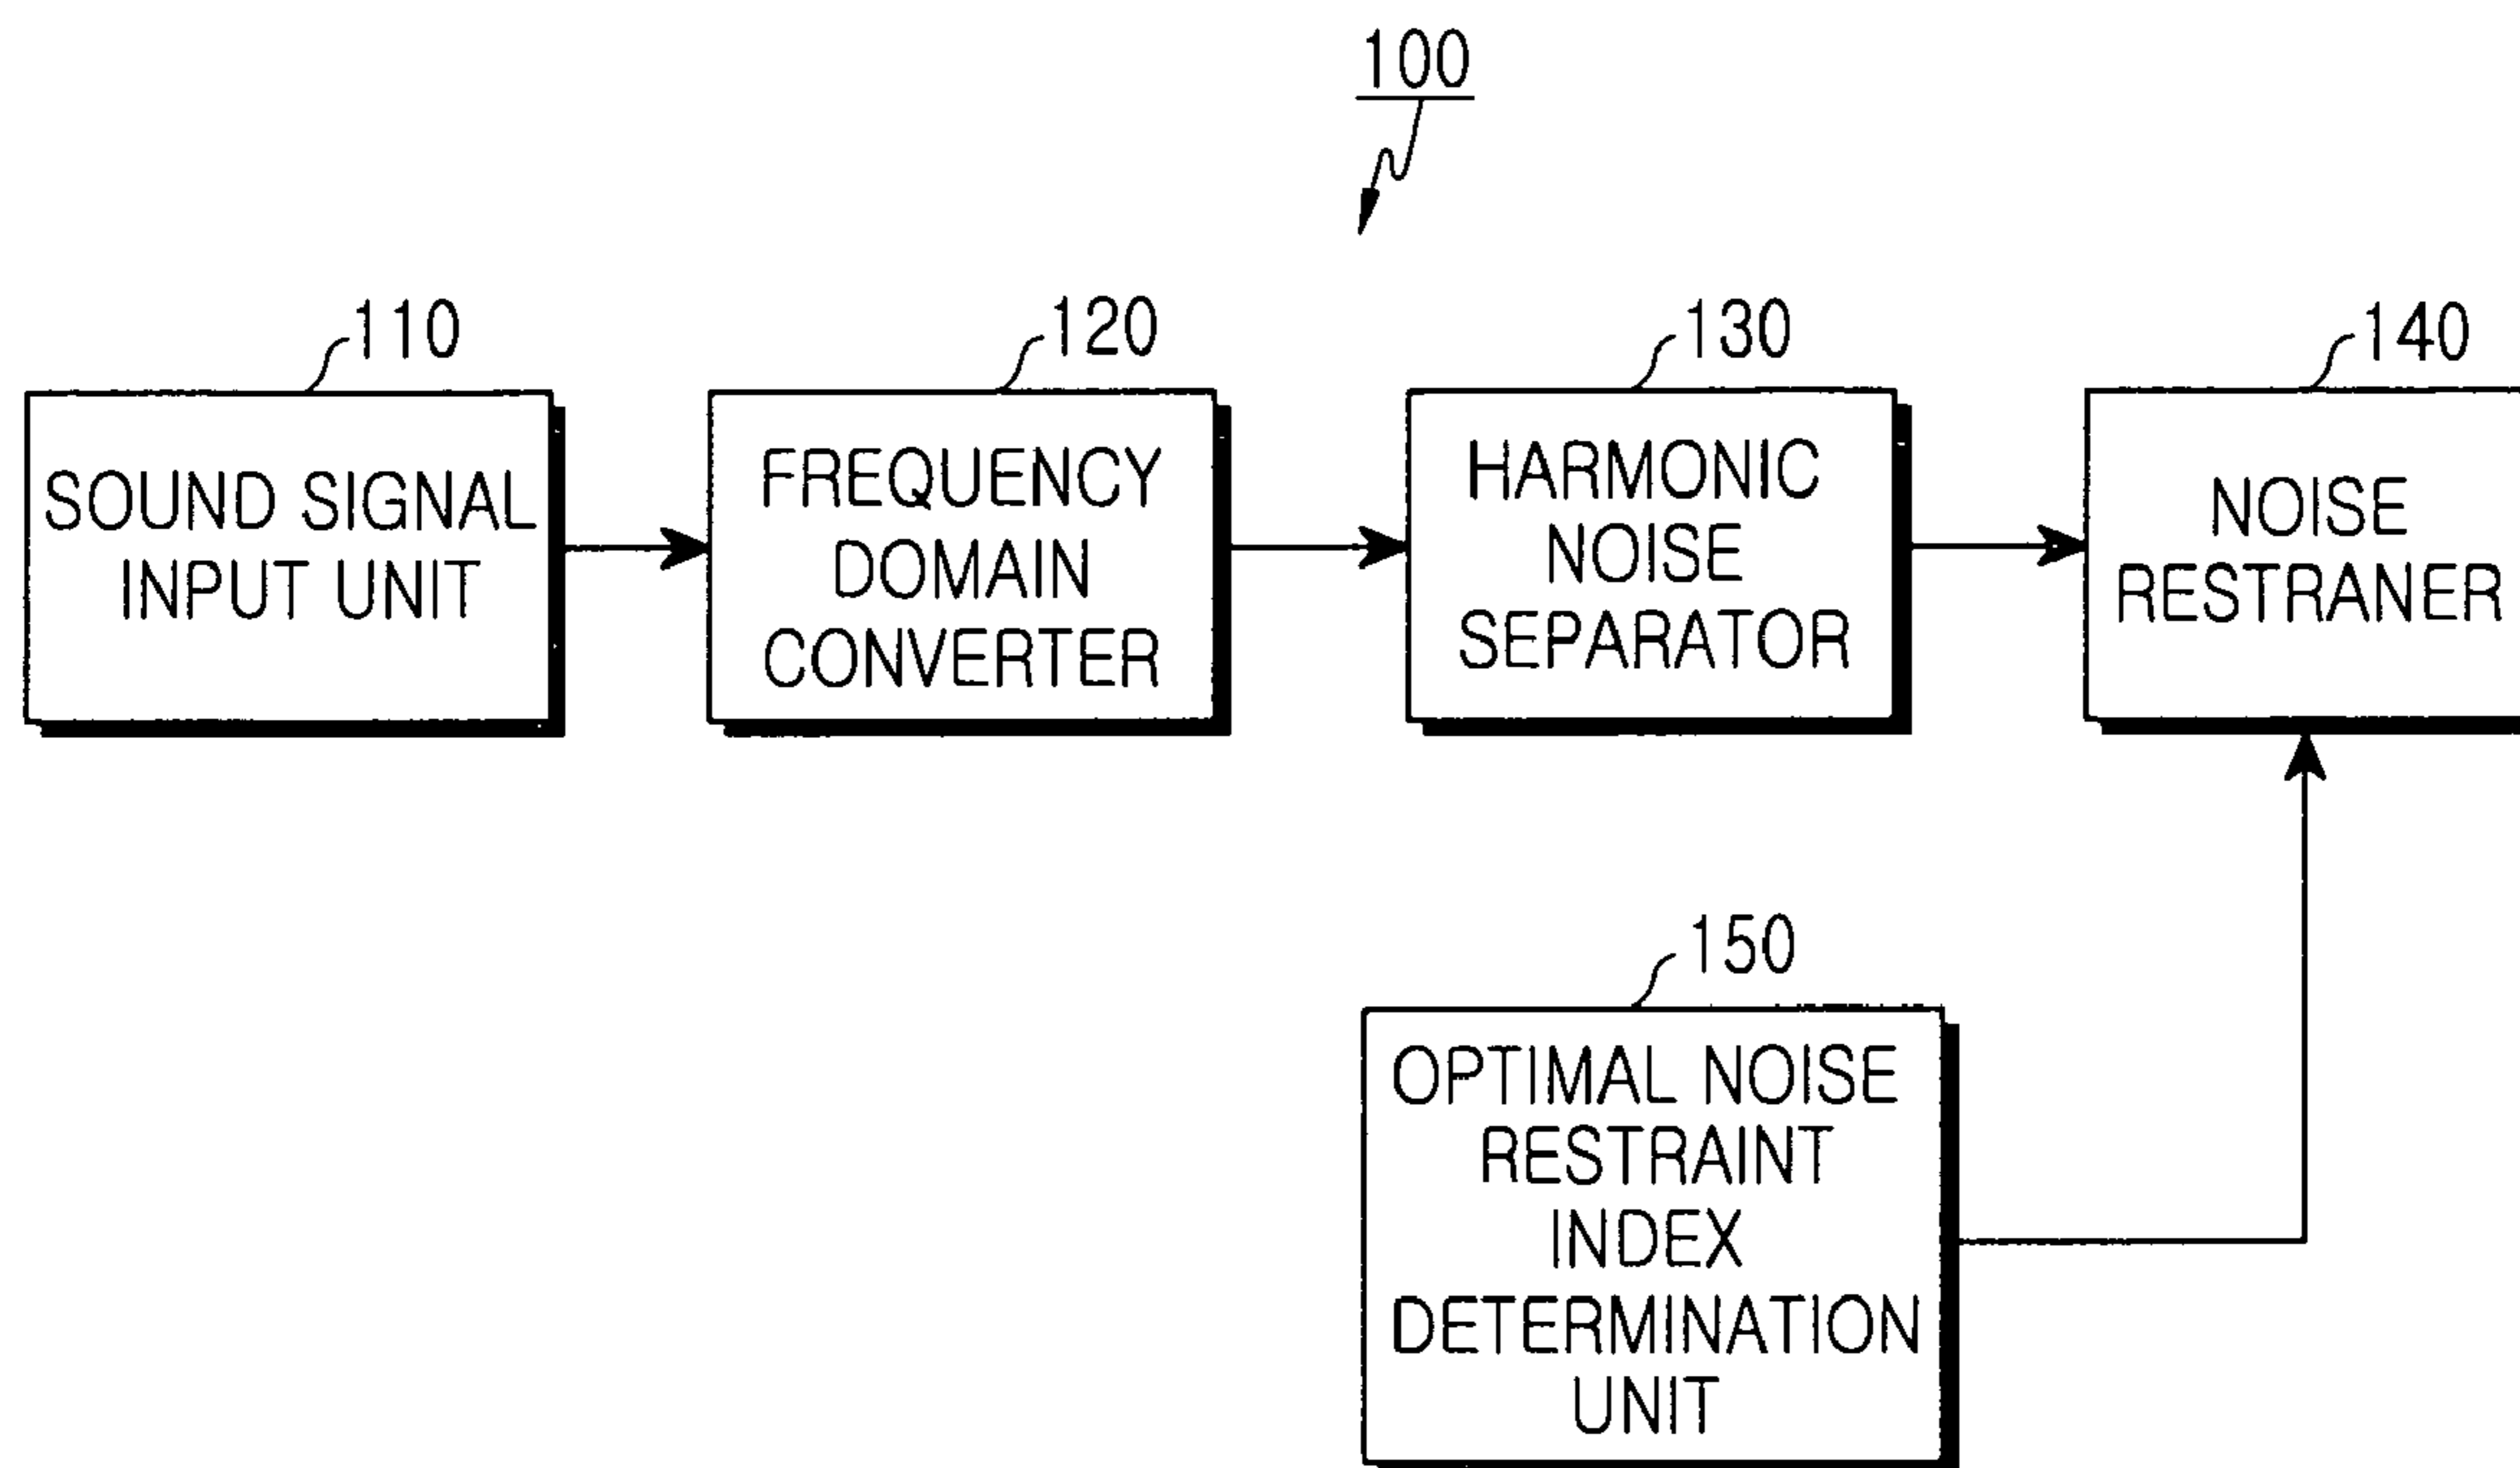 100
110
SOUND SIGNAL
INPUT UNIT
120
FREQUENCY
DOMAIN
CONVERTER
130
HARMONIC
NOISE
SEPARATOR
140
NOISE
RESTRANER
150
OPTIMAL NOISE
RESTRAINT
INDEX
DETERMINATION
UNIT